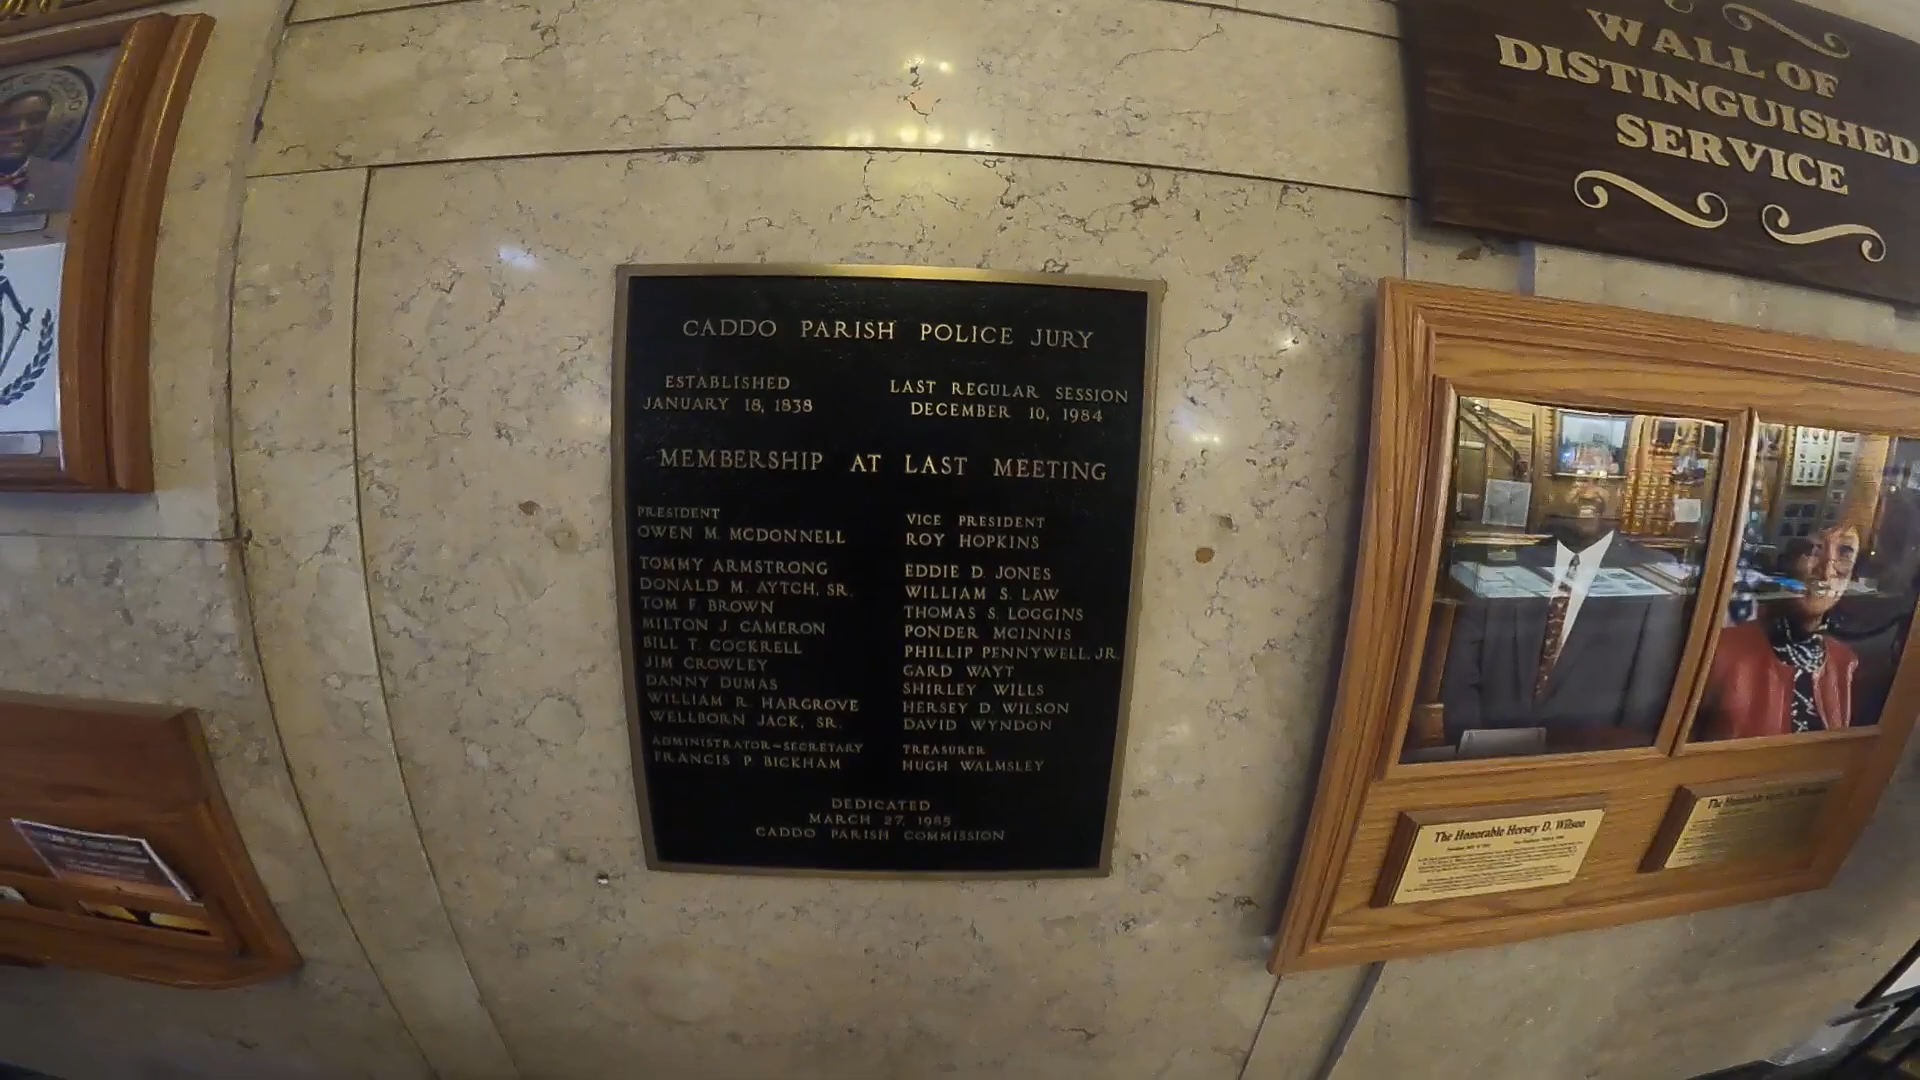 WALL OF
DISTINGUISHED
SERVICE
CADDO PARISH POLICE JURY
ESTABLISHED
JANUARY 18, 1838
LAST REGULAR SESSION
DECEMBER 10, 1984
MEMBERSHIP AT LAST MEETING
PRESIDENT
OWEN M. MCDONNELL
TOMMY ARMSTRONG
DONALD M. AYTCH, SR.
TOM F. BROWN
MILTON J. CAMERON
BILL T. COCKRELL
JIM CROWLEY
DANNY DUMAS
WILLIAM R. HARGROVE
WELLBORN JACK, SR.
ADMINISTRATOR-SECRETARY
FRANCIS P. BICKHAM
VICE PRESIDENT
ROY HOPKINS
EDDIE D. JONES
WILLIAM S. LAW
THOMAS S. LOGGINS
PONDER MCINNIS
PHILLIP PENNYWELL, JR.
GARD WAYT
SHIRLEY WILLS
HERSEY D. WILSON
DAVID WYNDON
TREASURER
HUGH WALMSLEY
DEDICATED
MARCH 27, 1985
CADDO PARISH COMMISSION
The Honorable Hersey D. Wilson
The Honorable